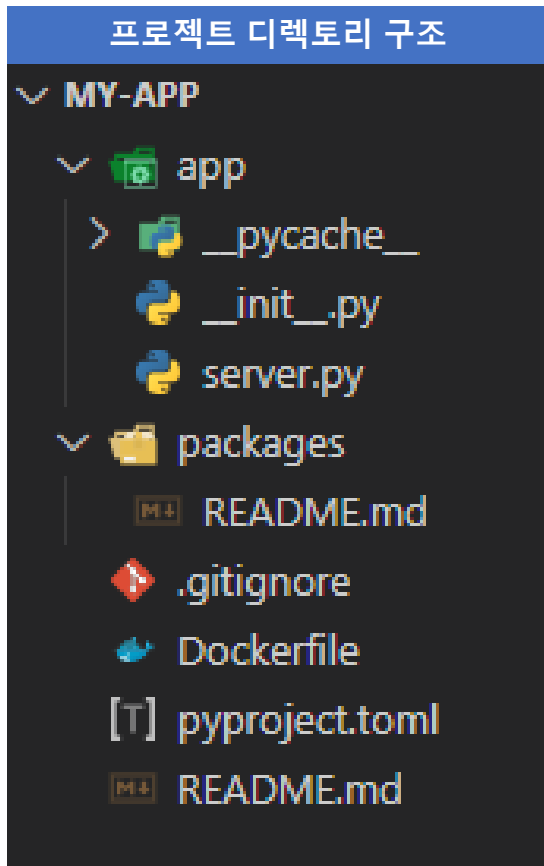 프로젝트 디렉토리 구조
MY-APP
app
__pycache__
__init__.py
server.py
packages
README.md
.gitignore
Dockerfile
[T] pyproject.toml
README.md